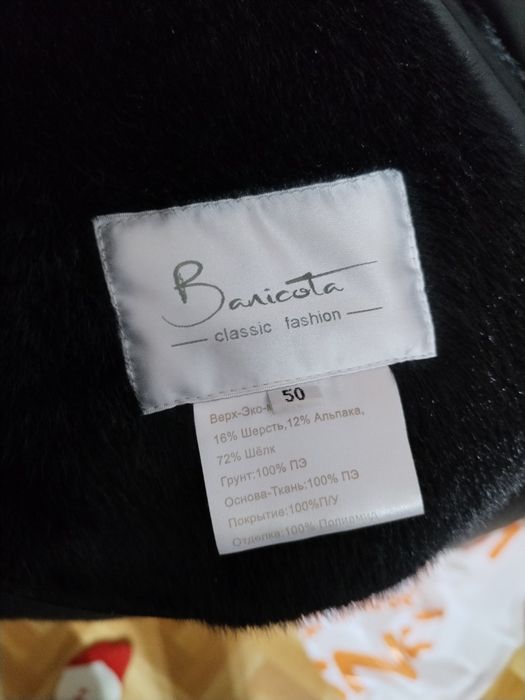 Banicota
classic fashion
50
Верх-Эко-
16% Шерсть,12% Альпака,
72% Шёлк
Грунт:100% ПЭ
Основа-Ткань:100% ПЭ
Покрытие:100%П/У
Отделка:100% Полиамид